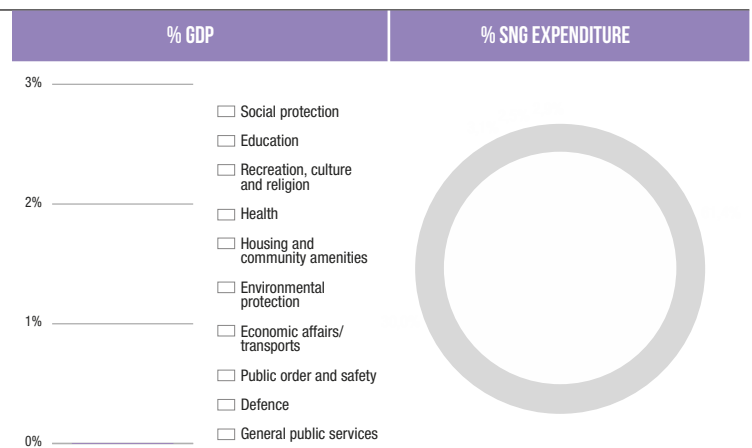 % GDP
% SNG EXPENDITURE
3%
2%
1%
0%
Social protection
Education
Recreation, culture
and religion
Health
Housing and
community amenities
Environmental
protection
Economic affairs/
transports
Public order and safety
Defence
General public services